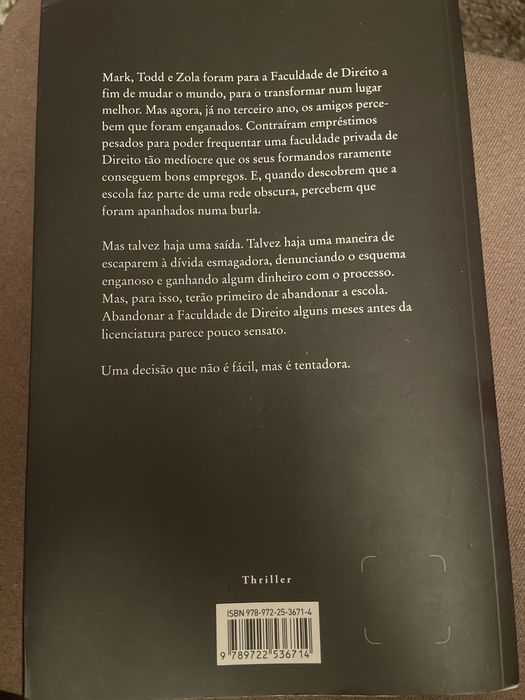 Mark, Todd e Zola foram para a Faculdade de Direito a
fim de mudar o mundo, para o transformar num lugar
melhor. Mas agora, já no terceiro ano, os amigos perce-
bem que foram enganados. Contraíram empréstimos
pesados para poder frequentar uma faculdade privada de
Direito tão medíocre que os seus formandos raramente
conseguem bons empregos. E, quando descobrem que a
escola faz parte de uma rede obscura, percebem que
foram apanhados numa burla.
Mas talvez haja uma saída. Talvez haja uma maneira de
escaparem à dívida esmagadora, denunciando o esquema
enganoso e ganhando algum dinheiro com o processo.
Mas, para isso, terão primeiro de abandonar a escola.
Abandonar a Faculdade de Direito alguns meses antes da
licenciatura parece pouco sensato.
Uma decisão que não é fácil, mas é tentadora.
Thriller
ISBN 978-972-25-3671-4
9 789722 536714